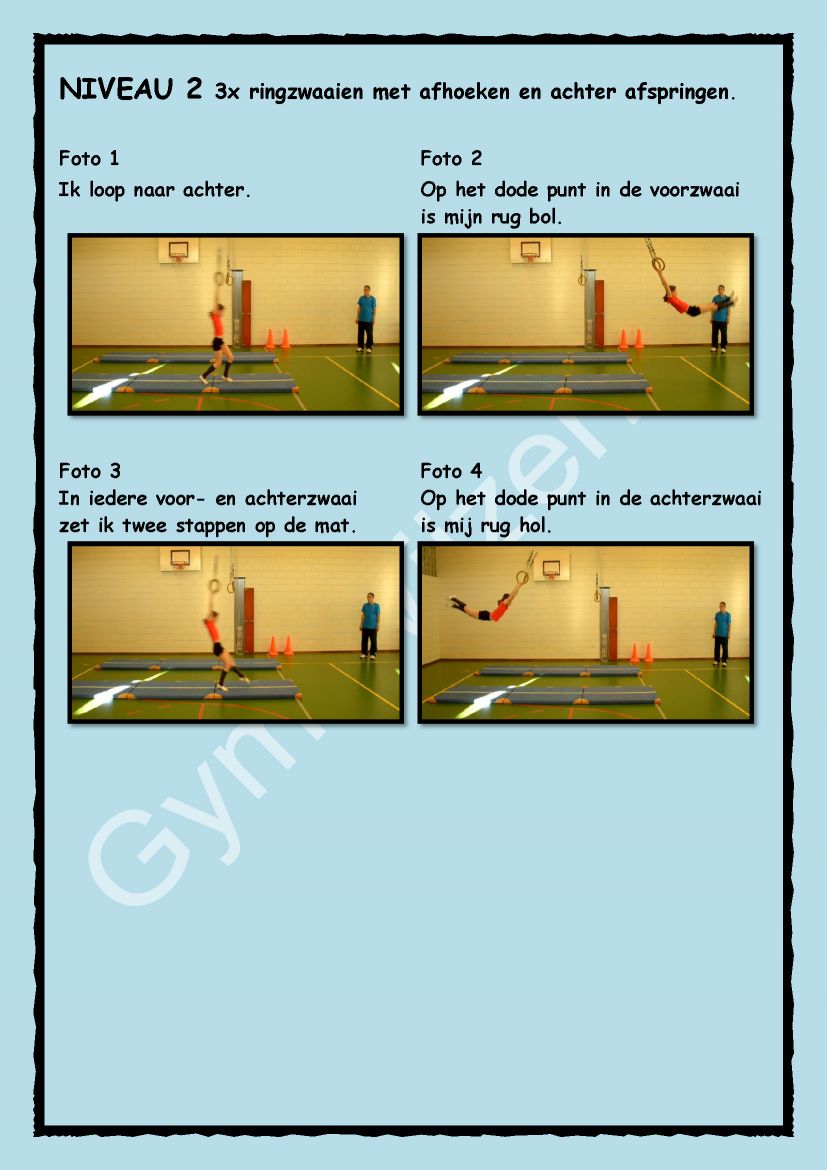 NIVEAU 2 3x ringzwaaien met afhoeken en achter afspringen.
Foto 1
Ik loop naar achter.
Foto 2
Op het dode punt in de voorzwaai
is mijn rug bol.
Foto 3
In iedere voor- en achterzwaai
zet ik twee stappen op de mat.
Foto 4
Op het dode punt in de achterzwaai
is mij rug hol.